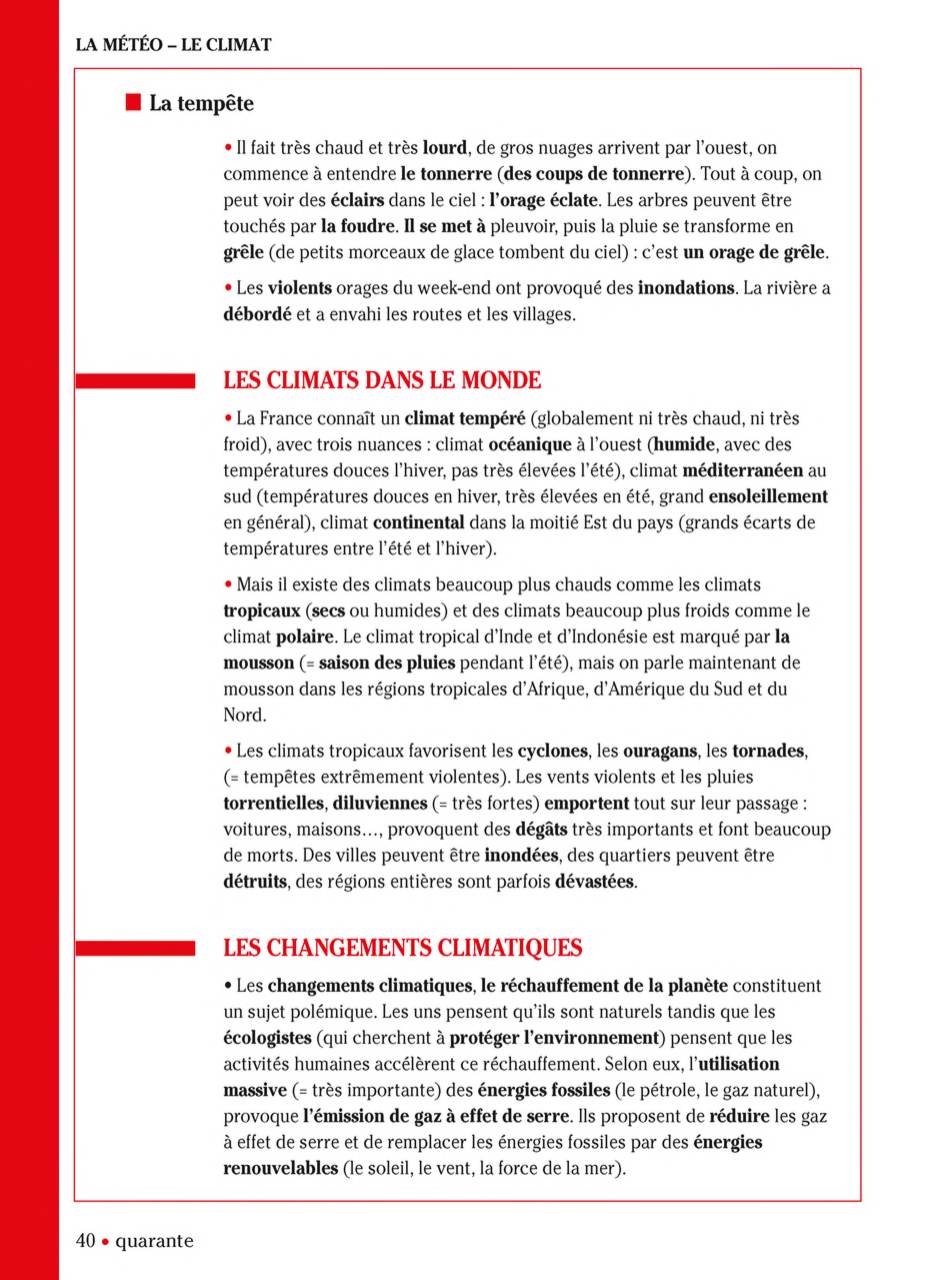 LA MÉTÉO – LE CLIMAT
■ La tempête
• Il fait très chaud et très lourd, de gros nuages arrivent par l’ouest, on
commence à entendre le tonnerre (des coups de tonnerre). Tout à coup, on
peut voir des éclairs dans le ciel : l’orage éclate. Les arbres peuvent être
touchés par la foudre. Il se met à pleuvoir, puis la pluie se transforme en
grêle (de petits morceaux de glace tombent du ciel) : c’est un orage de grêle.
• Les violents orages du week-end ont provoqué des inondations. La rivière a
débordé et a envahi les routes et les villages.
LES CLIMATS DANS LE MONDE
• La France connaît un climat tempéré (globalement ni très chaud, ni très
froid), avec trois nuances : climat océanique à l’ouest (humide, avec des
températures douces l’hiver, pas très élevées l’été), climat méditerranéen au
sud (températures douces en hiver, très élevées en été, grand ensoleillement
en général), climat continental dans la moitié Est du pays (grands écarts de
températures entre l’été et l’hiver).
• Mais il existe des climats beaucoup plus chauds comme les climats
tropicaux (secs ou humides) et des climats beaucoup plus froids comme le
climat polaire. Le climat tropical d’Inde et d’Indonésie est marqué par la
mousson (= saison des pluies pendant l’été), mais on parle maintenant de
mousson dans les régions tropicales d’Afrique, d’Amérique du Sud et du
Nord.
• Les climats tropicaux favorisent les cyclones, les ouragans, les tornades,
(= tempêtes extrêmement violentes). Les vents violents et les pluies
torrentielles, diluviennes (= très fortes) emportent tout sur leur passage :
voitures, maisons…, provoquent des dégâts très importants et font beaucoup
de morts. Des villes peuvent être inondées, des quartiers peuvent être
détruits, des régions entières sont parfois dévastées.
LES CHANGEMENTS CLIMATIQUES
• Les changements climatiques, le réchauffement de la planète constituent
un sujet polémique. Les uns pensent qu’ils sont naturels tandis que les
écologistes (qui cherchent à protéger l’environnement) pensent que les
activités humaines accélèrent ce réchauffement. Selon eux, l’utilisation
massive (= très importante) des énergies fossiles (le pétrole, le gaz naturel),
provoque l’émission de gaz à effet de serre. Ils proposent de réduire les gaz
à effet de serre et de remplacer les énergies fossiles par des énergies
renouvelables (le soleil, le vent, la force de la mer).
40 • quarante